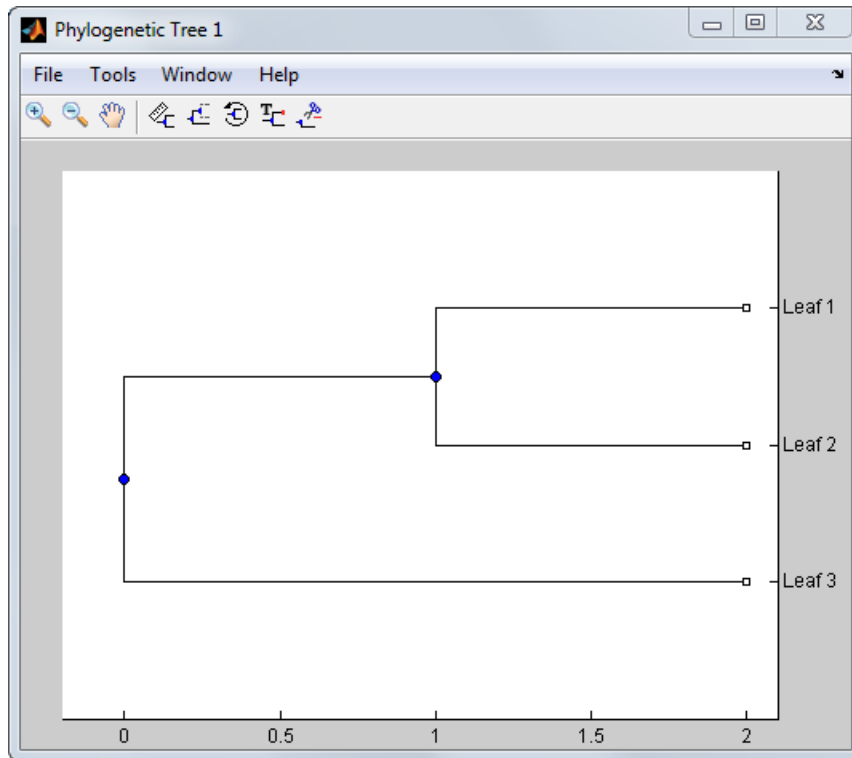 Phylogenetic Tree 1
File Tools Window Help
Leaf 1
Leaf 2
Leaf 3
0 0.5 1 1.5 2